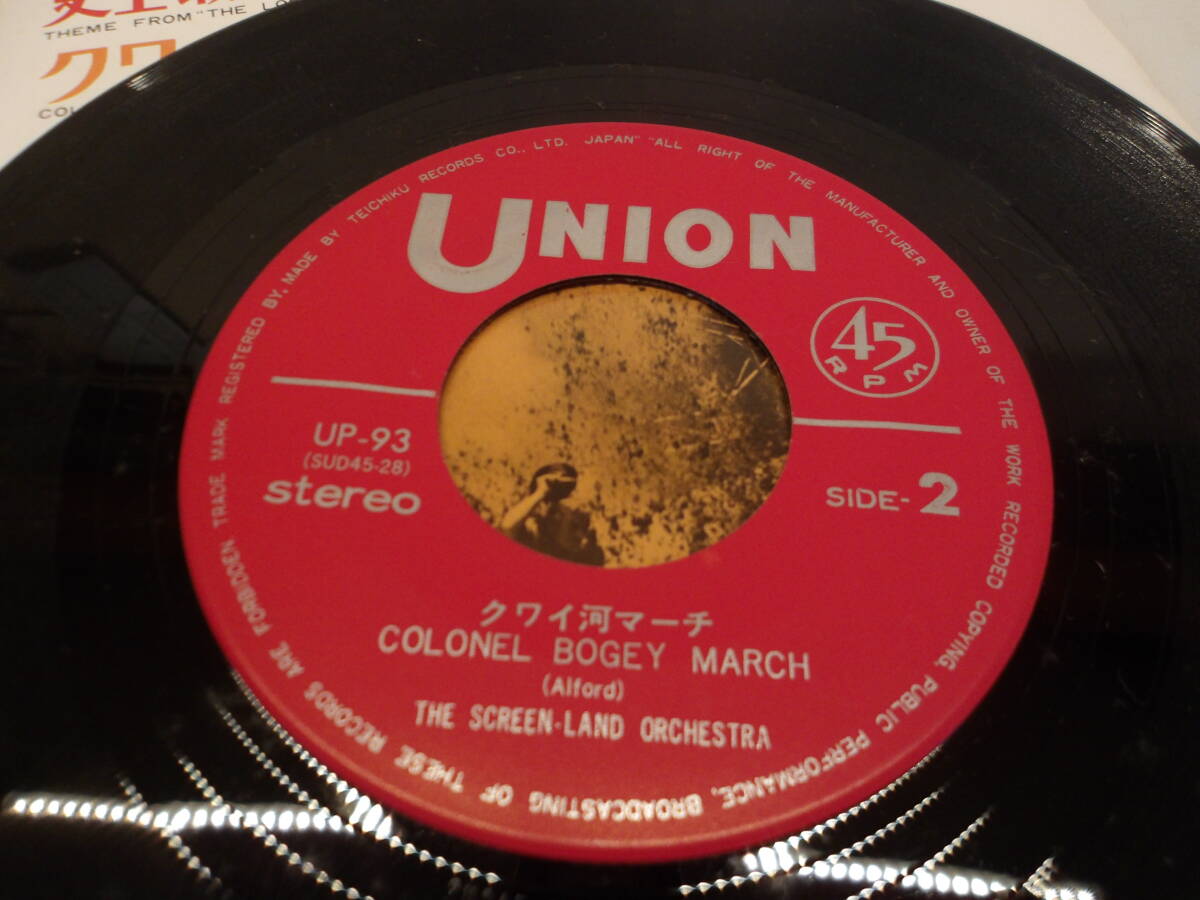 THEME FROM "THE LO
クワ
COL
UNION
45
RPM
UP-93
(SUD45-28)
stereo
SIDE-2
クワイ河マーチ
COLONEL BOGEY MARCH
(Alford)
THE SCREEN-LAND ORCHESTRA
TRADE MARK REGISTERED BY, MADE BY TEICHIKU RECORDS CO., LTD. JAPAN" "ALL RIGHT OF THE MANUFACTURER AND OWNER OF THE WORK RECORDED COPYING, PUBLIC PERFORMANCE, BROADCASTING OF THESE RECORDS ARE FORBIDDEN